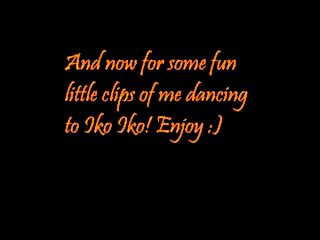 And now for some fun
little clips of me dancing
to Iko Iko! Enjoy :)